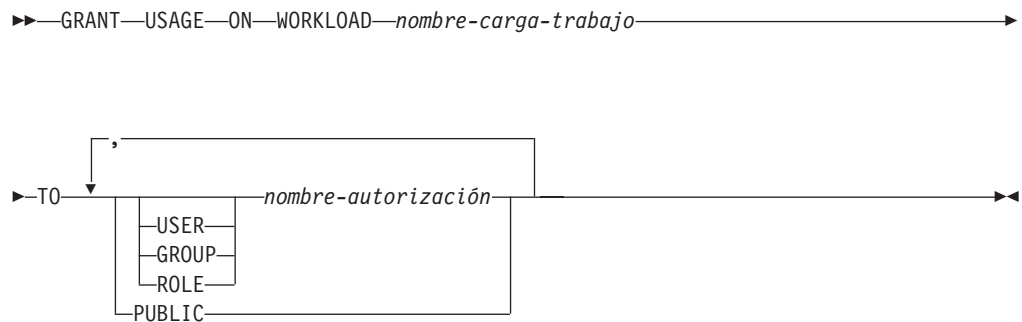 GRANT USAGE ON WORKLOAD nombre-carga-trabajo
,
TO nombre-autorización
USER
GROUP
ROLE
PUBLIC